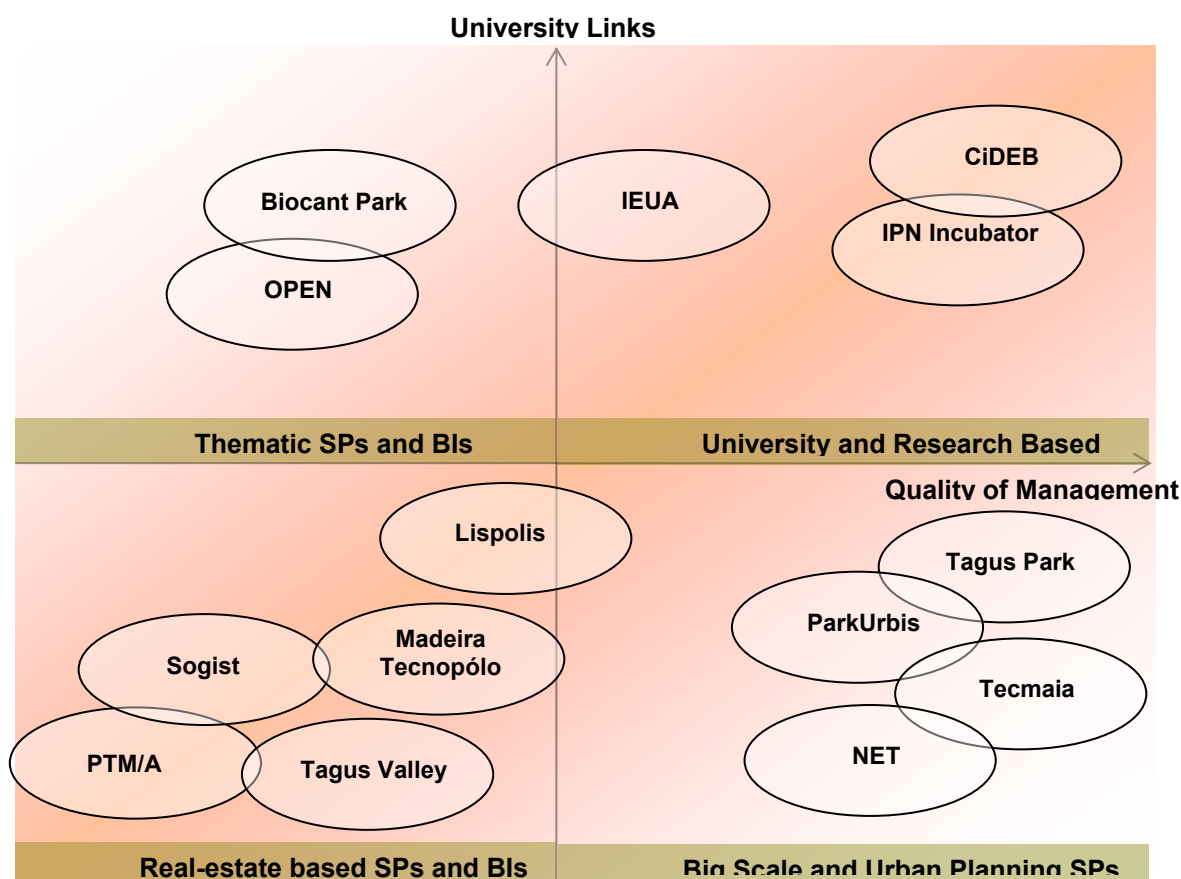 University Links
CiDEB
Biocant Park
IEUA
IPN Incubator
OPEN
Thematic SPs and BIs
University and Research Based
Quality of Management
Lispolis
Tagus Park
ParkUrbis
Madeira
Tecnopólo
Sogist
Tecmaia
NET
PTM/A
Tagus Valley
Real-estate based SPs and BIs
Big Scale and Urban Planning SPs